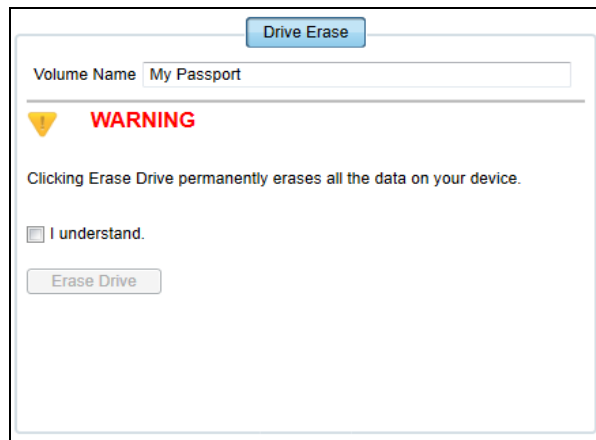 Drive Erase
Volume Name My Passport
WARNING
Clicking Erase Drive permanently erases all the data on your device.
I understand.
Erase Drive